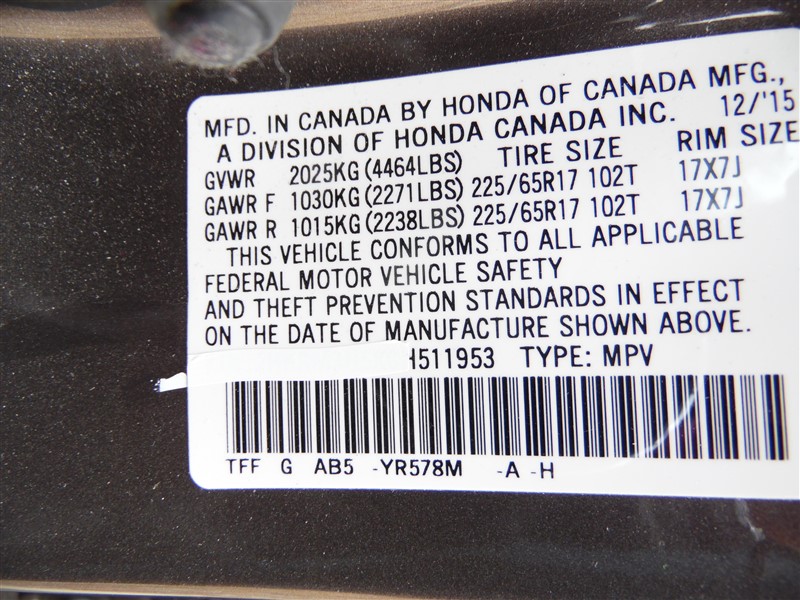 MFD. IN CANADA BY HONDA OF CANADA MFG.,
A DIVISION OF HONDA CANADA INC. 12/'15
GVWR 2025KG (4464LBS) TIRE SIZE RIM SIZE
GAWR F 1030KG (2271LBS) 225/65R17 102T 17X7J
GAWR R 1015KG (2238LBS) 225/65R17 102T 17X7J
THIS VEHICLE CONFORMS TO ALL APPLICABLE
FEDERAL MOTOR VEHICLE SAFETY
AND THEFT PREVENTION STANDARDS IN EFFECT
ON THE DATE OF MANUFACTURE SHOWN ABOVE.
511953 TYPE: MPV
TFF G AB5 -YR578M -A -H